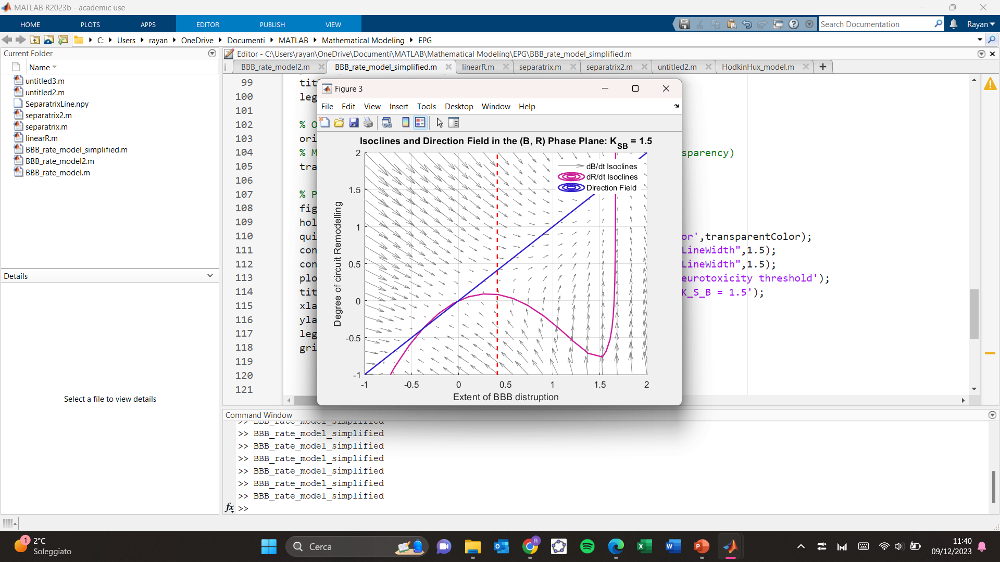 MATLAB R2023b - academic use
HOME PLOTS APPS EDITOR PUBLISH VIEW
Search Documentation
Rayan
C: Users rayan OneDrive Documenti MATLAB Mathematical Modeling EPG
Current Folder
Name
untitled3.m
untitled2.m
SeparatrixLine.npy
separatrix2.m
separatrix.m
linearR.m
BBB_rate_model_simplified.m
BBB_rate_model2.m
BBB_rate_model.m
Details
Select a file to view details
Editor - C:\Users\rayan\OneDrive\Documenti\MATLAB\Mathematical Modeling\EPG\BBB_rate_model_simplified.m
BBB_rate_model2.m BBB_rate_model_simplified.m linearR.m separatrix.m separatrix2.m untitled2.m HodkinHux_model.m
99 tit
100 leg
101
102 % O
103 ori
104 % M sparency)
105 tra
106
107 % P
108 fig
109 hol
110 qui or',transparentColor);
111 con LineWidth",1.5);
112 con LineWidth",1.5);
113 plo eurotoxicity threshold');
114 tit K_S_B = 1.5');
115 xla
116 yla
117 leg
118 gri
119
120
121
Figure 3
File Edit View Insert Tools Desktop Window Help
Isoclines and Direction Field in the (B, R) Phase Plane: K_SB = 1.5
dB/dt Isoclines
dR/dt Isoclines
Direction Field
Degree of circuit Remodelling
2
1.5
1
0.5
0
-0.5
-1
-1 -0.5 0 0.5 1 1.5 2
Extent of BBB distruption
Command Window
>> BBB_rate_model_simplified
>> BBB_rate_model_simplified
>> BBB_rate_model_simplified
>> BBB_rate_model_simplified
>> BBB_rate_model_simplified
>> BBB_rate_model_simplified
>> BBB_rate_model_simplified
fx >>
1
2°C
Soleggiato
Cerca
R
11:40
09/12/2023